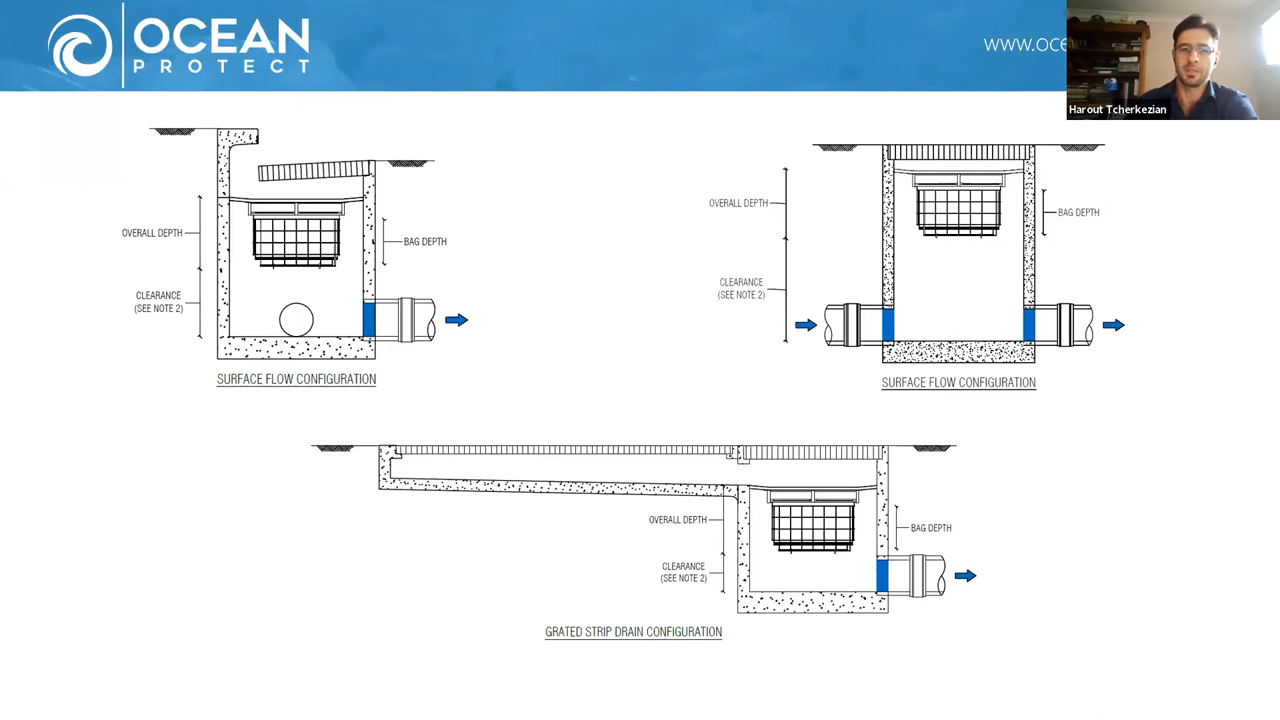 OCEAN
PROTECT
Harout Tcherkezian
OVERALL DEPTH
BAG DEPTH
CLEARANCE
(SEE NOTE 2)
SURFACE FLOW CONFIGURATION
OVERALL DEPTH
BAG DEPTH
CLEARANCE
(SEE NOTE 2)
SURFACE FLOW CONFIGURATION
OVERALL DEPTH
BAG DEPTH
CLEARANCE
(SEE NOTE 2)
GRATED STRIP DRAIN CONFIGURATION